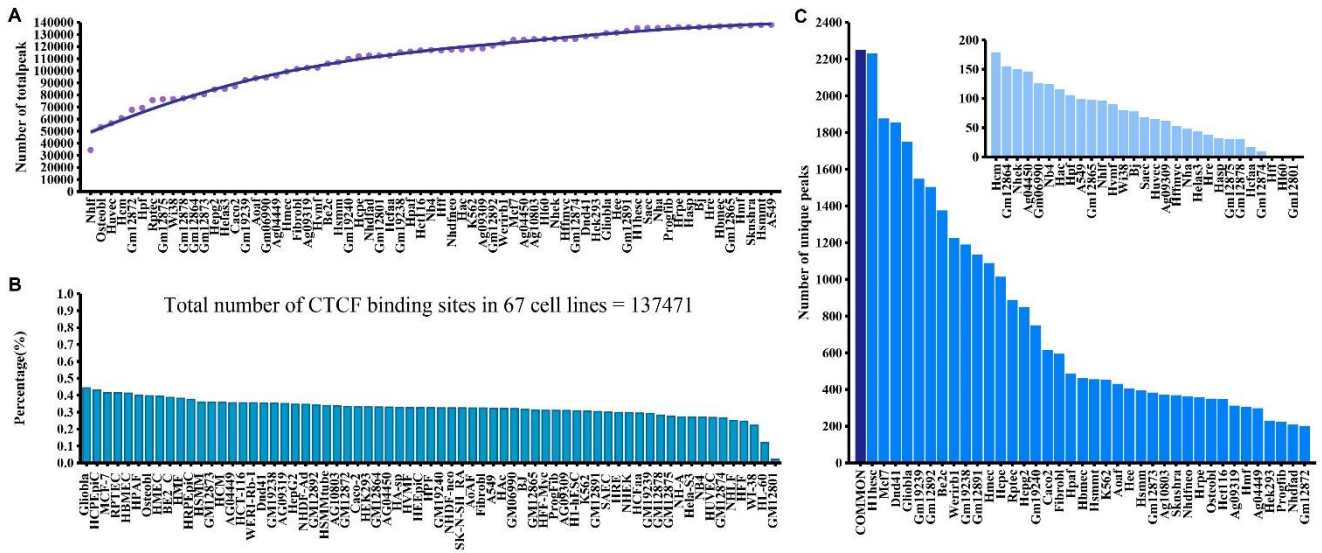 A
Number of totalpeak
140000
130000
120000
110000
100000
90000
80000
70000
60000
50000
40000
30000
20000
10000
0
Nhlf
Osteobl
Huvec
Hcm
Gm12872
Hpf
Rptec
Gm12875
Wi38
Gm12878
Gm12864
Gm12873
Hepg2
Helas3
Caco2
Gm19239
Aoaf
Gm06990
Ag04449
Hmec
Fibrobl
Ag09319
Hvmf
Be2c
Hst116
Gm19240
Hcpe
Nhdfad
Gm12801
Hcfaa
Gm19238
Hpaf
Hct116
Nb4
Hff
Nhdfneo
Hac
K562
Ag09309
Gm12892
Werirb1
Mcf7
Ag04450
Ag10803
Hl60
Nhek
Hffmyc
Gm12874
Dnd41
Hek293
Gliobla
Hee
Gm12891
H1hesc
Saec
Nha
Progfib
Hrpe
Hasp
Bj
Hre
Hbmec
Gm12865
Hmf
Sknshra
Hsmmt
A549
B
Percentage(%)
1.0
0.9
0.8
0.7
0.6
0.5
0.4
0.3
0.2
0.1
0.0
Total number of CTCF binding sites in 67 cell lines = 137471
Gliobla
HCPEpiC
MCF-7
RPTEC
HBMEC
HPAF
Osteobl
HMEC
BE2_C
HMF
HRPEpiC
GM12873
HSMM
HCM
AG04449
HCT-116
WERI-Rb-1
Dnd41
GM19238
AG09319
HepG2
NHDF-Ad
GM12892
HSMMtube
AG10803
GM12872
Caco-2
HEK293
GM12864
AG04450
HA-sp
HVMF
HEEpiC
HPF
GM19240
NHDF-neo
SK-N-SH_RA
AoAF
Fibrobl
A549
HAc
GM06990
BJ
GM12865
HFF-Myc
ProgFib
AG09309
H1-hESC
K562
GM12891
SAEC
HRE
NHEK
HCFaa
GM19239
GM12878
GM12875
NH-A
Hela-S3
NB4
HUVEC
GM12874
NHLF
HFF
WI-38
HL-60
GM12801
C
Number of unique peaks
2400
2200
2000
1800
1600
1400
1200
1000
800
600
400
200
0
COMMON
H1hesc
Mcf7
Dnd41
Gliobla
Gm19239
Gm12892
Be2c
Werirb1
Gm19238
Gm12891
Hmec
Hcpe
Rptec
Hepg2
Gm19240
Caco2
Fibrobl
Hpaf
Hbmec
Hsmmt
K562
Aoaf
Hee
Hsmm
Gm12873
Ag10803
Sknshra
Nhdfneo
Hrpe
Osteobl
Hct116
Ag09319
Hmf
Ag04449
Hek293
Progfib
Nhdfad
Gm12872
200
150
100
50
0
Hcm
Gm12864
Nhek
Ag04450
Gm06990
Nb4
Hac
Hpf
A549
Gm12865
Nhlf
Hvmf
Wi38
Bj
Saec
Huvec
Ag09309
Hffmyc
Nha
Helas3
Hre
Hasp
Gm12875
Gm12878
Hcfaa
Gm12874
Hff
Hl60
Gm12801